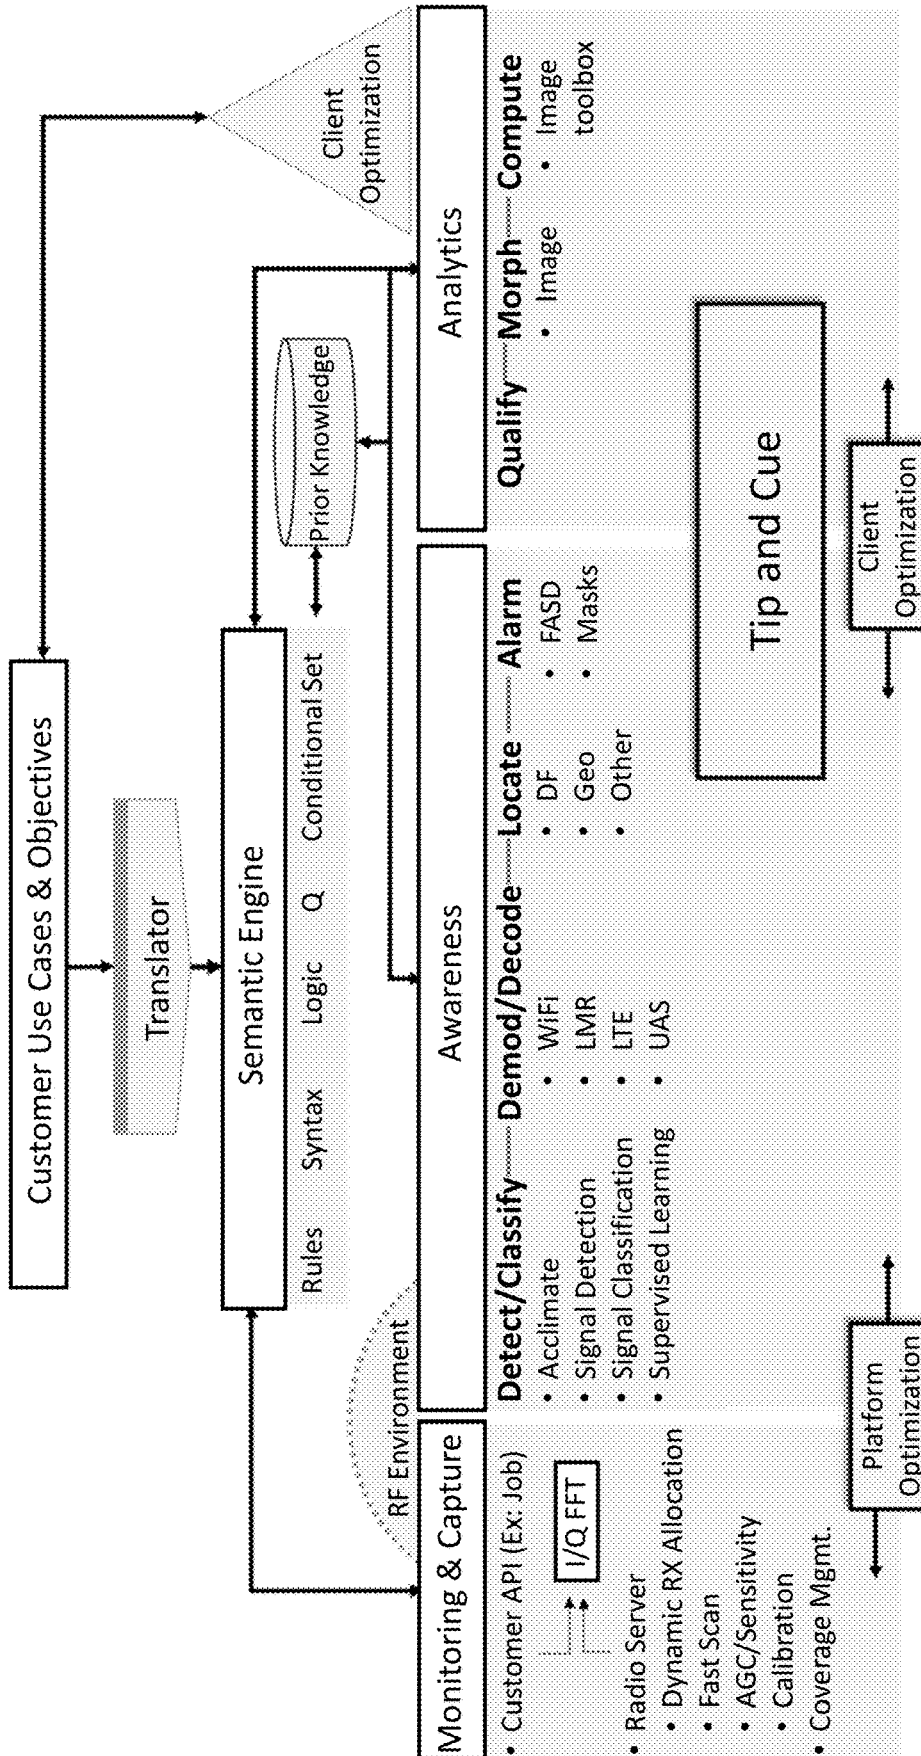 Customer Use Cases & Objectives
Translator
Semantic Engine
Rules Syntax Logic Q Conditional Set
Prior Knowledge
Client
Optimization
RF Environment
Monitoring & Capture
Awareness
Analytics
• Customer API (Ex: Job)
I/Q FFT
• Radio Server
• Dynamic RX Allocation
• Fast Scan
• AGC/Sensitivity
• Calibration
• Coverage Mgmt.
Detect/Classify Demod/Decode Locate Alarm
• Acclimate
• Signal Detection
• Signal Classification
• Supervised Learning
• WiFi
• LMR
• LTE
• UAS
• DF
• Geo
• Other
• FASD
• Masks
Qualify Morph Compute
• Image
• Image
toolbox
Tip and Cue
Platform
Optimization
Client
Optimization